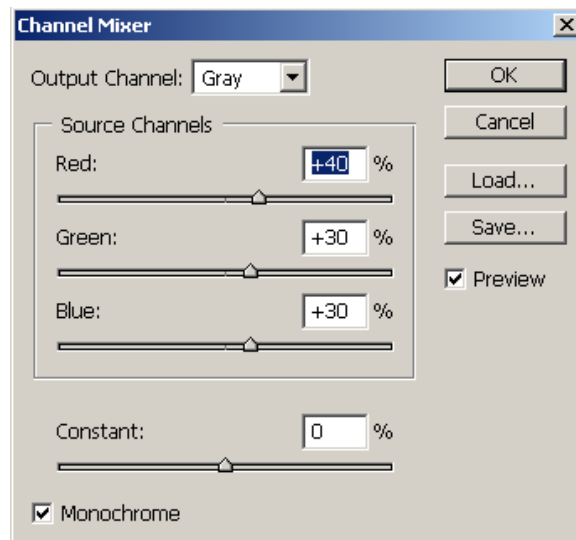 Channel Mixer
Output Channel: Gray
OK
Source Channels
Cancel
Red: +40 %
Load...
Green: +30 %
Save...
Preview
Blue: +30 %
Constant: 0 %
Monochrome